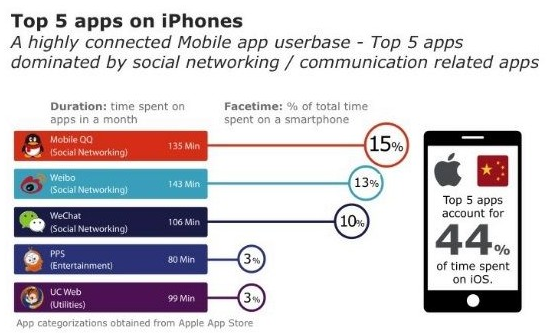 Top 5 apps on iPhones
A highly connected Mobile app userbase - Top 5 apps
dominated by social networking / communication related apps
Duration: time spent on
apps in a month
Facetime: % of total time
spent on a smartphone
Mobile QQ
(Social Networking)
135 Min
15%
Weibo
(Social Networking)
143 Min
13%
WeChat
(Social Networking)
106 Min
10%
PPS
(Entertainment)
80 Min
3%
UC Web
(Utilities)
99 Min
3%
Top 5 apps
account for
44%
of time spent
on iOS.
App categorizations obtained from Apple App Store